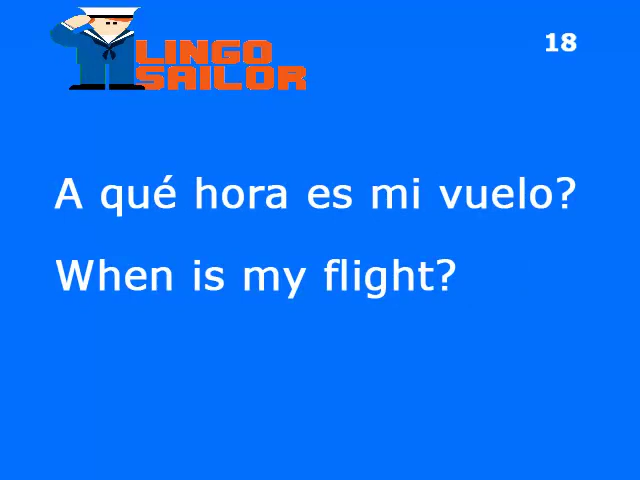 LINGO
SAILOR
18
A qué hora es mi vuelo?
When is my flight?